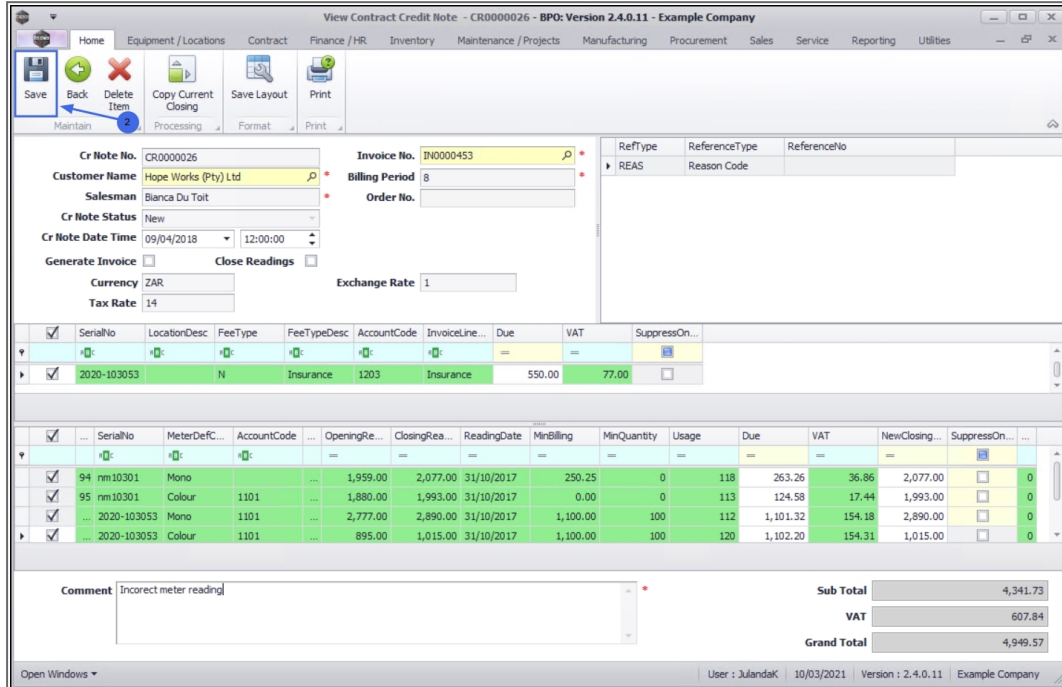 View Contract Credit Note - CR0000026 - BPO: Version 2.4.0.11 - Example Company
Home Equipment / Locations Contract Finance / HR Inventory Maintenance / Projects Manufacturing Procurement Sales Service Reporting Utilities
Save Back Delete Item Copy Current Closing Save Layout Print
2
Maintain Processing Format Print
Cr Note No. CR0000026 Invoice No. IN0000453 *
Customer Name Hope Works (Pty) Ltd * Billing Period 8 *
Salesman Bianca Du Toit * Order No.
Cr Note Status New
Cr Note Date Time 09/04/2018 12:00:00
Generate Invoice Close Readings
Currency ZAR Exchange Rate 1
Tax Rate 14
RefType ReferenceType ReferenceNo
REAS Reason Code
SerialNo LocationDesc FeeType FeeTypeDesc AccountCode InvoiceLine... Due VAT SuppressOn...
= =
2020-103053 N Insurance 1203 Insurance 550.00 77.00
... SerialNo MeterDefC... AccountCode ... OpeningRe... ClosingRea... ReadingDate MinBilling MinQuantity Usage Due VAT NewClosing... SuppressOn... ...
= = = = = = = = =
94 nm10301 Mono ... 1,959.00 2,077.00 31/10/2017 250.25 0 118 263.26 36.86 2,077.00 0
95 nm10301 Colour 1101 ... 1,880.00 1,993.00 31/10/2017 0.00 0 113 124.58 17.44 1,993.00 0
... 2020-103053 Mono 1101 ... 2,777.00 2,890.00 31/10/2017 1,100.00 100 112 1,101.32 154.18 2,890.00 0
... 2020-103053 Colour 1101 ... 895.00 1,015.00 31/10/2017 1,100.00 100 120 1,102.20 154.31 1,015.00 0
Comment Incorect meter reading *
Sub Total 4,341.73
VAT 607.84
Grand Total 4,949.57
Open Windows User : JulandaK 10/03/2021 Version : 2.4.0.11 Example Company